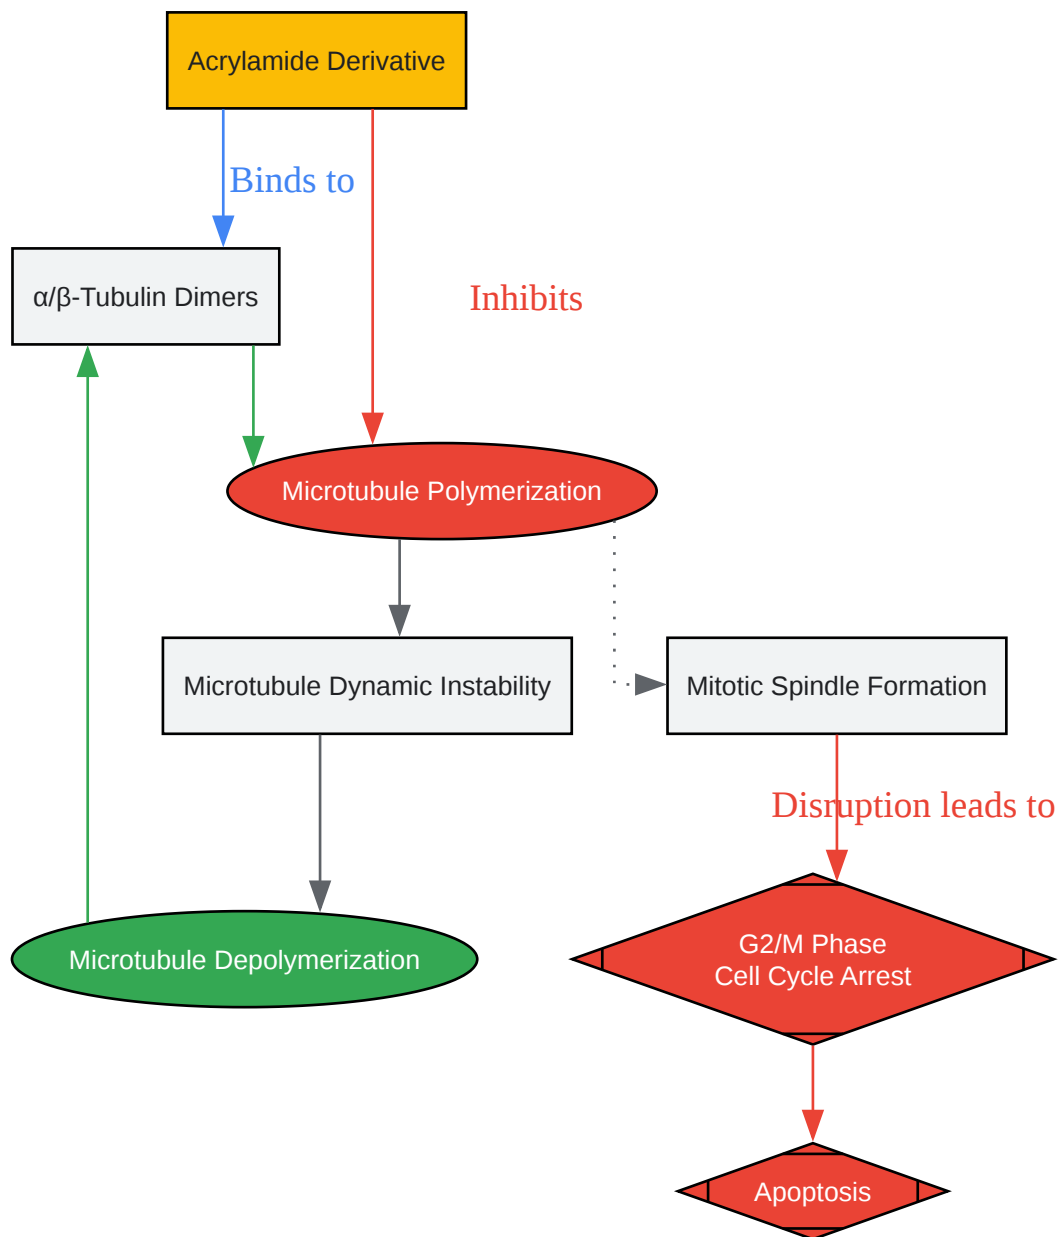 Acrylamide Derivative
Binds to
α/β-Tubulin Dimers
Inhibits
Microtubule Polymerization
Microtubule Dynamic Instability
Mitotic Spindle Formation
Disruption leads to
G2/M Phase
Cell Cycle Arrest
Microtubule Depolymerization
Apoptosis